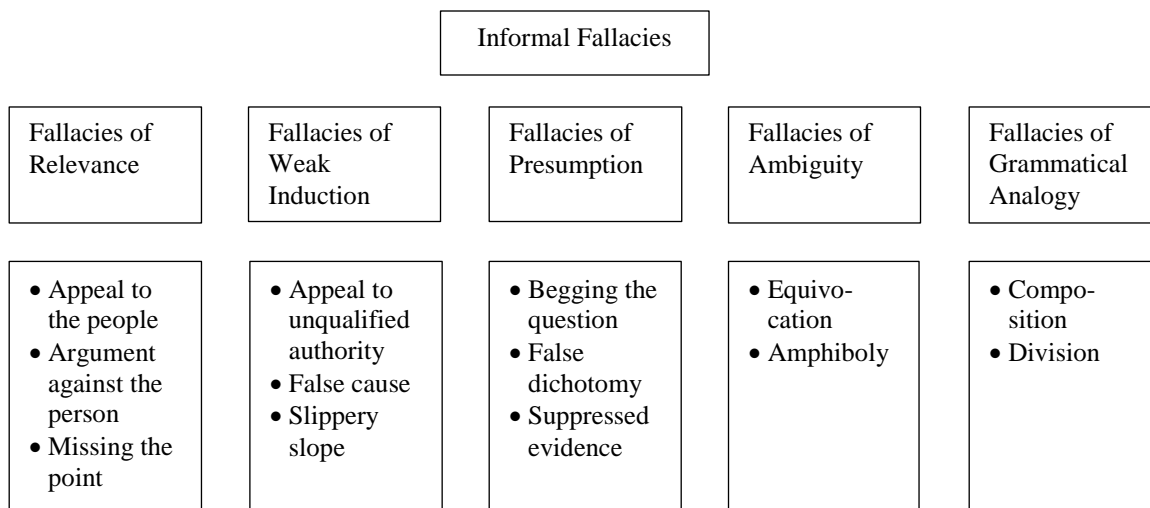 Informal Fallacies
Fallacies of
Relevance
Fallacies of
Weak
Induction
Fallacies of
Presumption
Fallacies of
Ambiguity
Fallacies of
Grammatical
Analogy
• Appeal to
the people
• Argument
against the
person
• Missing the
point
• Appeal to
unqualified
authority
• False cause
• Slippery
slope
• Begging the
question
• False
dichotomy
• Suppressed
evidence
• Equivo-
cation
• Amphiboly
• Compo-
sition
• Division